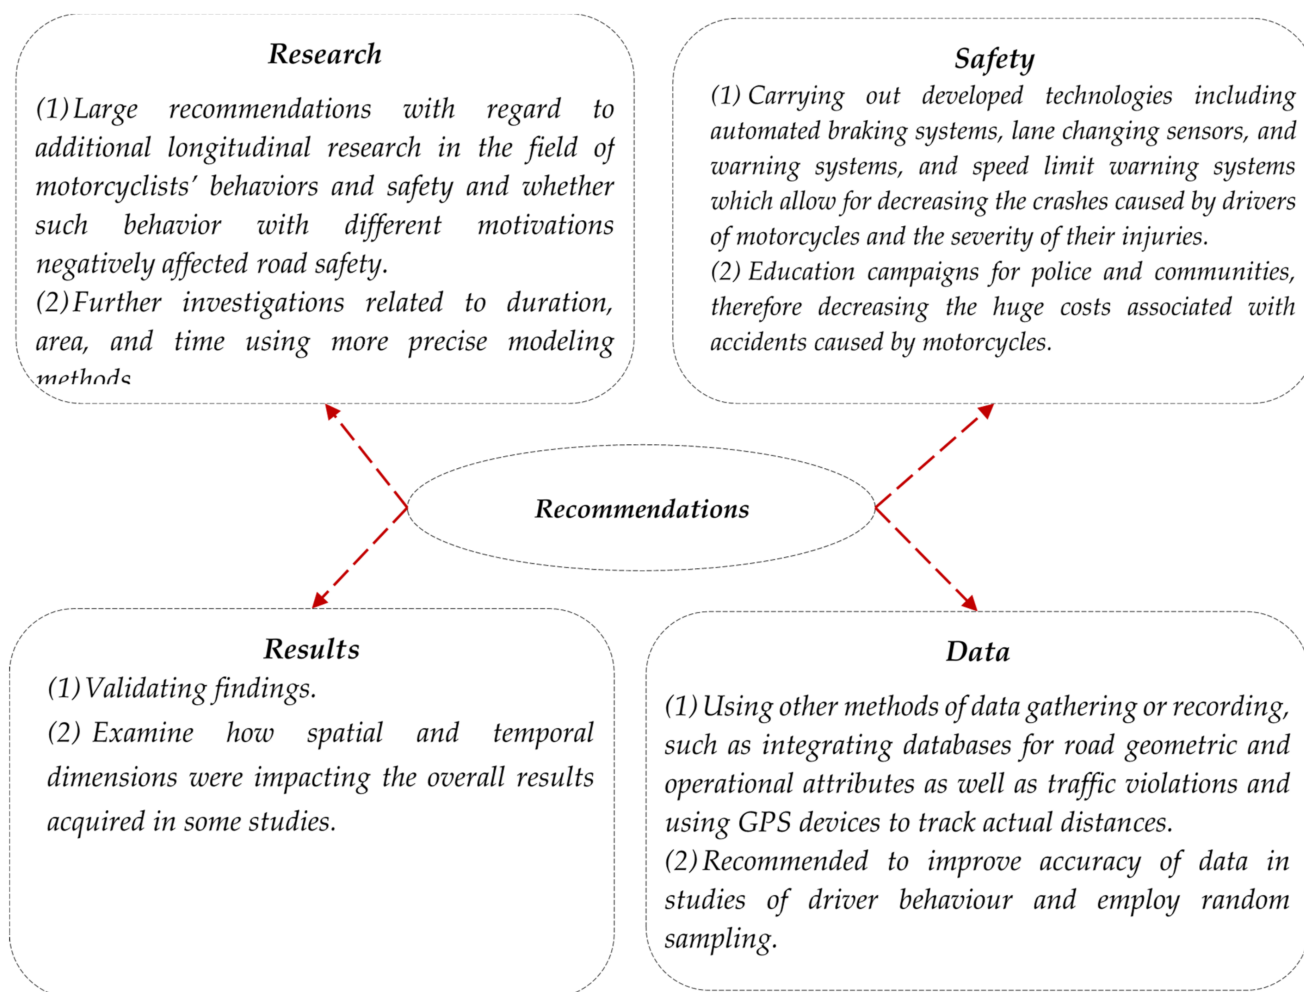 Research
(1) Large recommendations with regard to
additional longitudinal research in the field of
motorcyclists' behaviors and safety and whether
such behavior with different motivations
negatively affected road safety.
(2) Further investigations related to duration,
area, and time using more precise modeling
methods
Safety
(1) Carrying out developed technologies including
automated braking systems, lane changing sensors, and
warning systems, and speed limit warning systems
which allow for decreasing the crashes caused by drivers
of motorcycles and the severity of their injuries.
(2) Education campaigns for police and communities,
therefore decreasing the huge costs associated with
accidents caused by motorcycles.
Recommendations
Results
(1) Validating findings.
(2) Examine how spatial and temporal
dimensions were impacting the overall results
acquired in some studies.
Data
(1) Using other methods of data gathering or recording,
such as integrating databases for road geometric and
operational attributes as well as traffic violations and
using GPS devices to track actual distances.
(2) Recommended to improve accuracy of data in
studies of driver behaviour and employ random
sampling.